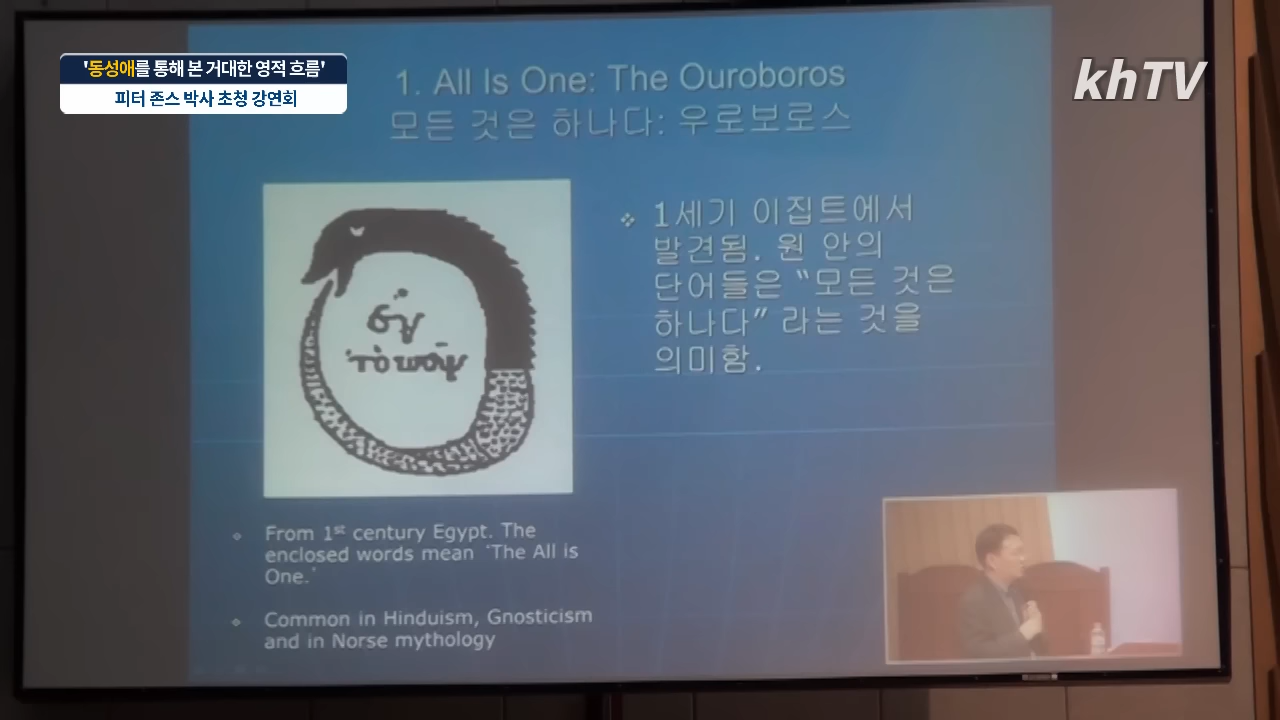 '동성애를 통해 본 거대한 영적 흐름'
피터 존스 박사 초청 강연회
khTV
1. All Is One: The Ouroboros
모든 것은 하나다: 우로보로스
❖ 1세기 이집트에서
발견됨. 원 안의
단어들은 “모든 것은
하나다” 라는 것을
의미함.
❖ From 1st century Egypt. The
enclosed words mean 'The All is
One.'
❖ Common in Hinduism, Gnosticism
and in Norse mythology